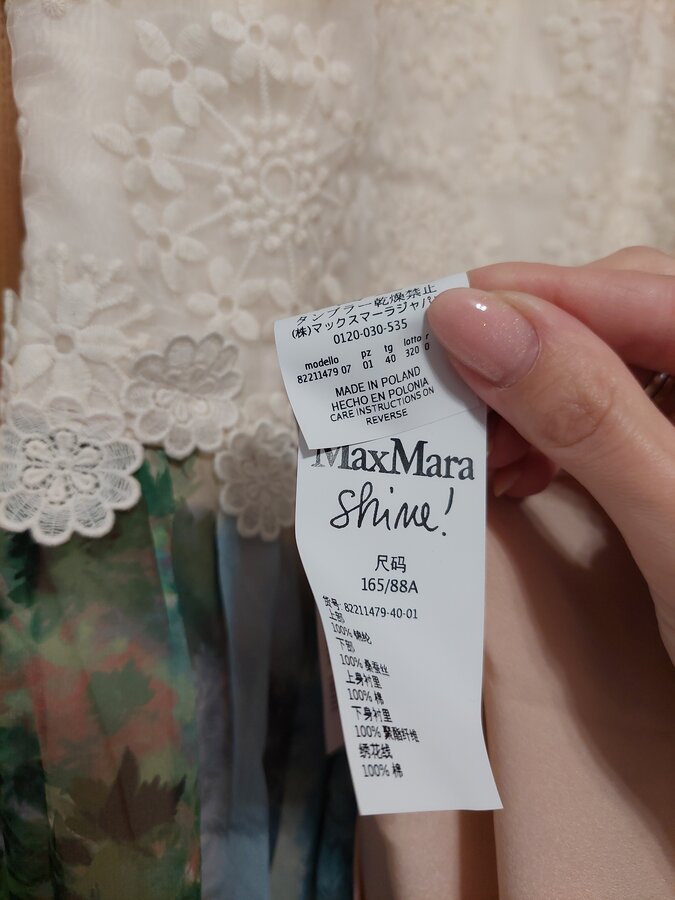 タンブラー乾燥禁止
(株)マックスマーラジャパ
0120-030-535
modello pz tg lotto r
82211479 07 01 40 320 0
MADE IN POLAND
HECHO EN POLONIA
CARE INSTRUCTIONS ON
REVERSE
MaxMara
Shine!
尺码
165/88A
货号: 82211479-40-01
上部
100% 锦纶
下部
100% 桑蚕丝
上身衬里
100% 棉
下身衬里
100% 聚酯纤维
绣花线
100% 棉